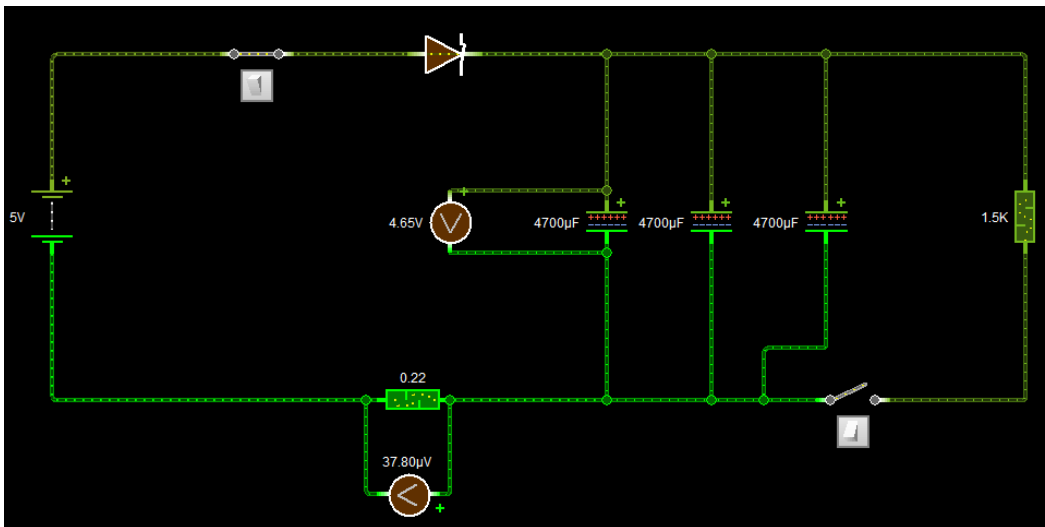 +
5V
+
4.65V
+
4700µF
+
4700µF
+
4700µF
1.5K
0.22
37.80µV
+